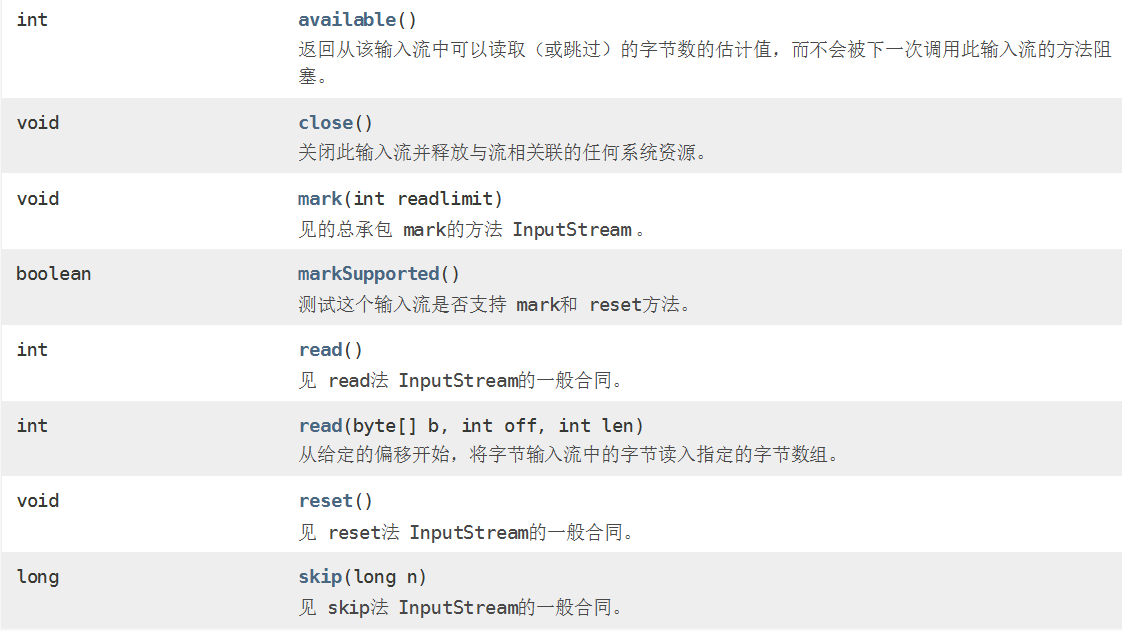 int available()
返回从该输入流中可以读取（或跳过）的字节数的估计值，而不会被下一次调用此输入流的方法阻
塞。
void close()
关闭此输入流并释放与流相关联的任何系统资源。
void mark(int readlimit)
见的总承包 mark的方法 InputStream 。
boolean markSupported()
测试这个输入流是否支持 mark和 reset方法。
int read()
见 read法 InputStream的一般合同。
int read(byte[] b, int off, int len)
从给定的偏移开始，将字节输入流中的字节读入指定的字节数组。
void reset()
见 reset法 InputStream的一般合同。
long skip(long n)
见 skip法 InputStream的一般合同。